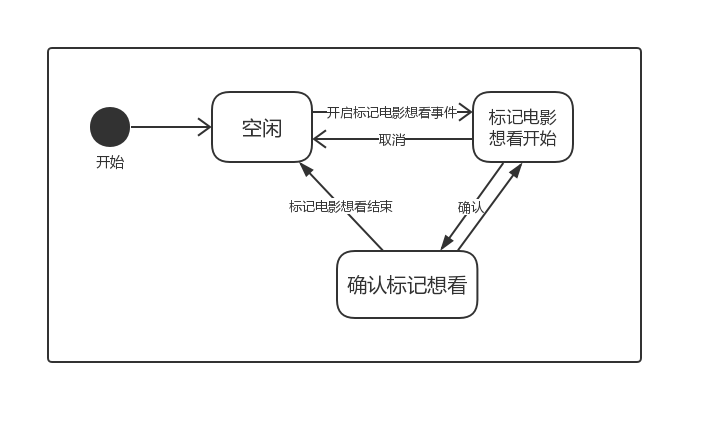 空闲
开启标记电影想看事件
标记电影
想看开始
取消
开始
标记电影想看结束
确认
确认标记想看